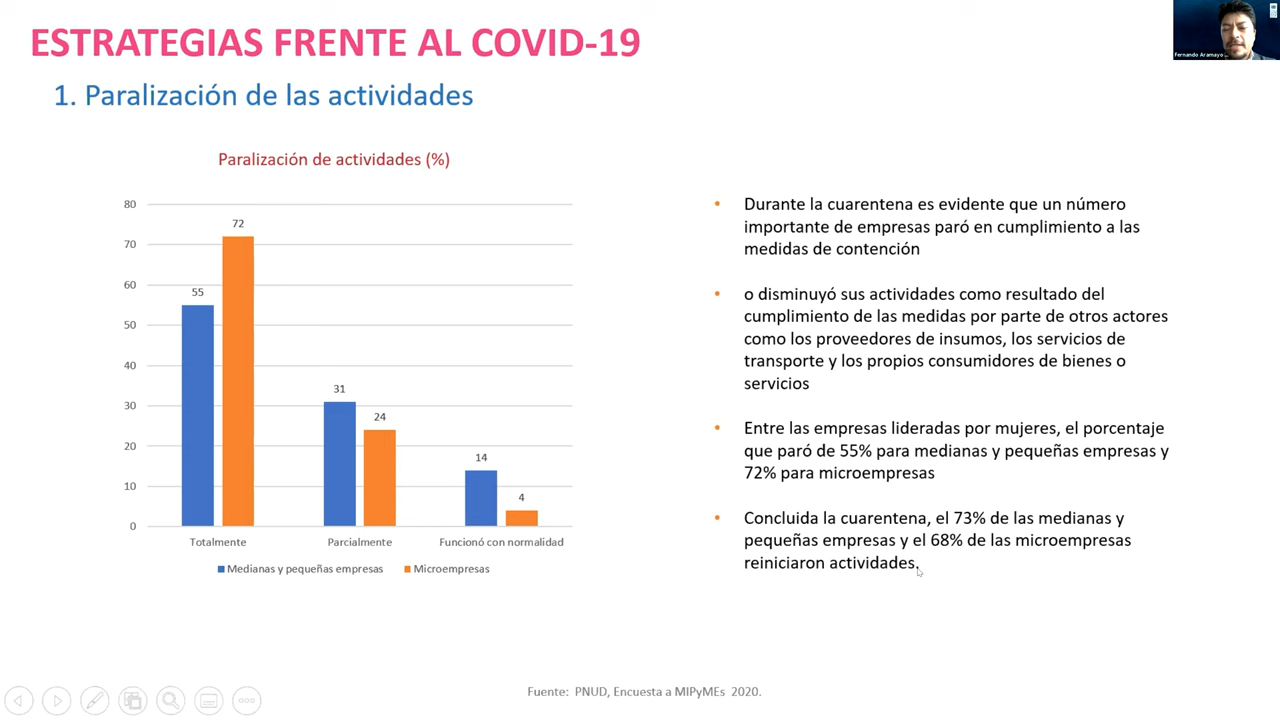 ESTRATEGIAS FRENTE AL COVID-19
Fernando Aramayo
1. Paralización de las actividades
Paralización de actividades (%)
80
70
60
50
40
30
20
10
0
55
72
31
24
14
4
Totalmente
Parcialmente
Funcionó con normalidad
Medianas y pequeñas empresas
Microempresas
• Durante la cuarentena es evidente que un número
importante de empresas paró en cumplimiento a las
medidas de contención
• o disminuyó sus actividades como resultado del
cumplimiento de las medidas por parte de otros actores
como los proveedores de insumos, los servicios de
transporte y los propios consumidores de bienes o
servicios
• Entre las empresas lideradas por mujeres, el porcentaje
que paró de 55% para medianas y pequeñas empresas y
72% para microempresas
• Concluida la cuarentena, el 73% de las medianas y
pequeñas empresas y el 68% de las microempresas
reiniciaron actividades.
Fuente: PNUD, Encuesta a MIPyMEs 2020.